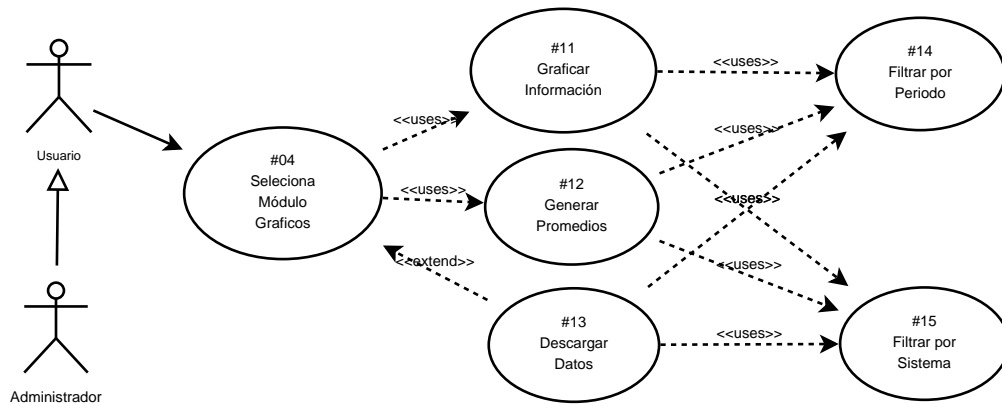 Usuario
Administrador
#04
Seleciona
Módulo
Graficos
<<uses>>
<<uses>>
<<extend>>
#11
Graficar
Información
#12
Generar
Promedios
#13
Descargar
Datos
<<uses>>
<<uses>>
<<uses>>
<<uses>>
<<uses>>
<<uses>>
#14
Filtrar por
Periodo
#15
Filtrar por
Sistema